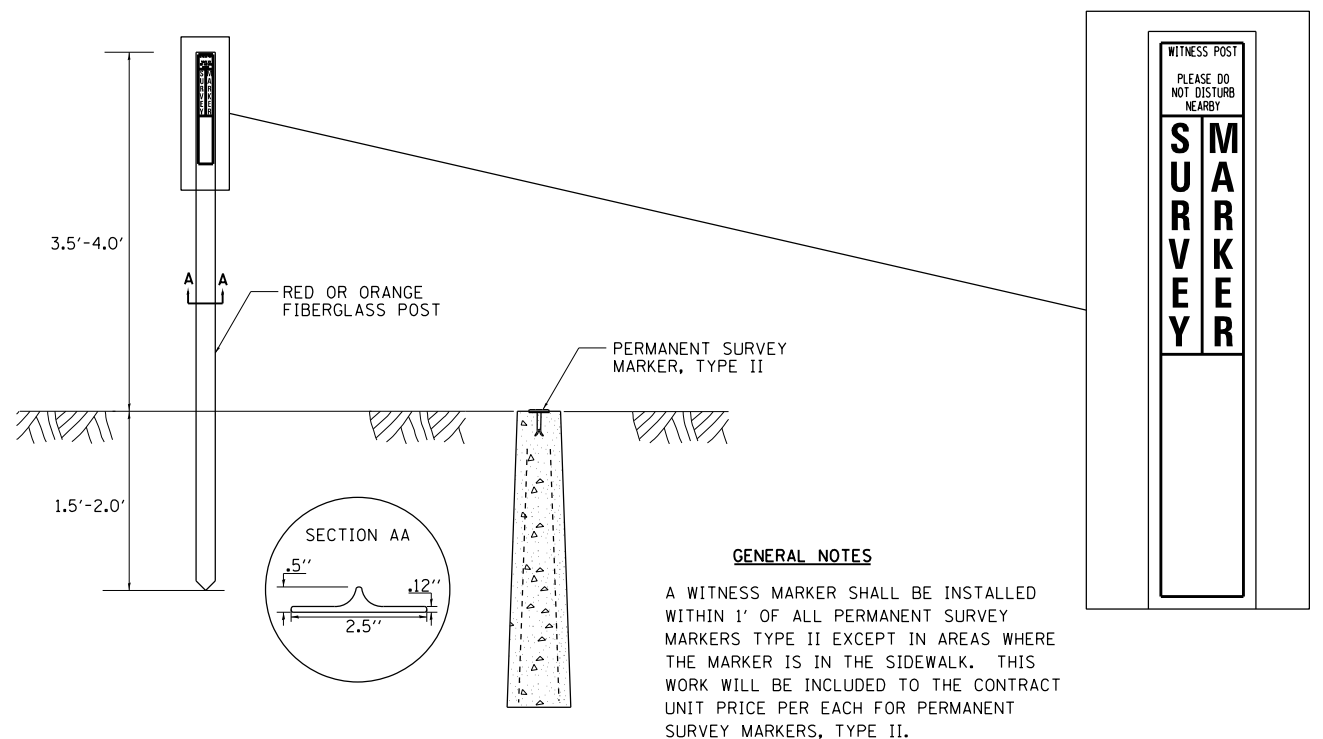 WITNESS POST
PLEASE DO
NOT DISTURB
NEARBY
SURVEY
MARKER
3.5'-4.0'
A A
RED OR ORANGE
FIBERGLASS POST
PERMANENT SURVEY
MARKER, TYPE II
1.5'-2.0'
SECTION AA
.5''
.12''
2.5''
GENERAL NOTES
A WITNESS MARKER SHALL BE INSTALLED
WITHIN 1' OF ALL PERMANENT SURVEY
MARKERS TYPE II EXCEPT IN AREAS WHERE
THE MARKER IS IN THE SIDEWALK. THIS
WORK WILL BE INCLUDED TO THE CONTRACT
UNIT PRICE PER EACH FOR PERMANENT
SURVEY MARKERS, TYPE II.